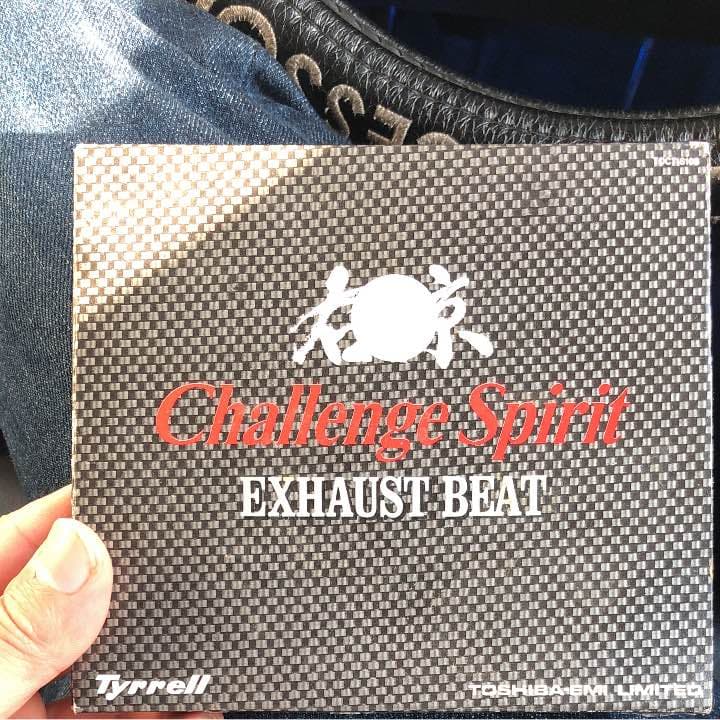 右京
Challenge Spirit
EXHAUST BEAT
Tyrrell
TOSHIBA-EMI LIMITED